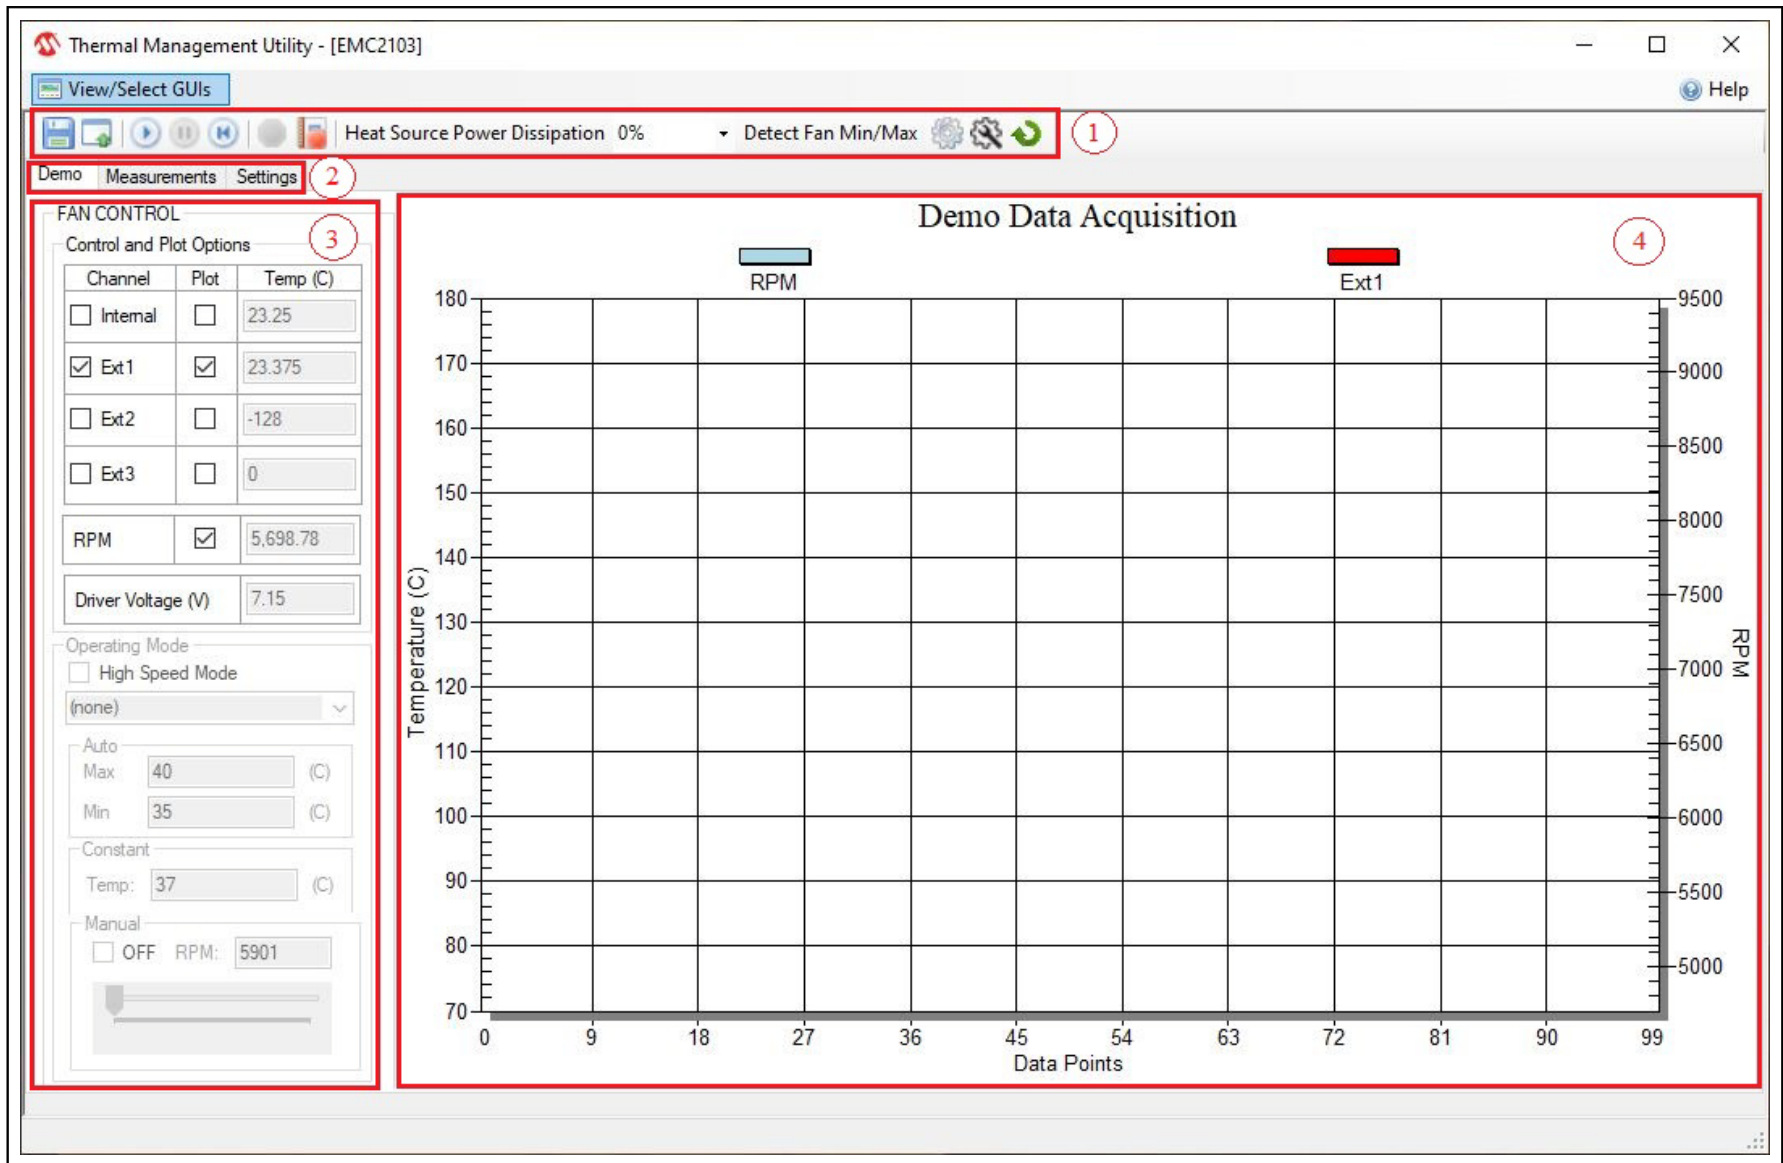 Thermal Management Utility - [EMC2103]
View/Select GUIs
Help
Heat Source Power Dissipation 0% Detect Fan Min/Max
1
Demo Measurements Settings
2
FAN CONTROL
3
Control and Plot Options
Channel Plot Temp (C)
Internal 23.25
Ext1 23.375
Ext2 -128
Ext3 0
RPM 5,698.78
Driver Voltage (V) 7.15
Operating Mode
High Speed Mode
(none)
Auto
Max 40 (C)
Min 35 (C)
Constant
Temp: 37 (C)
Manual
OFF RPM: 5901
Demo Data Acquisition
4
RPM Ext1
180
170
160
150
140
130
120
110
100
90
80
70
Temperature (C)
9500
9000
8500
8000
7500
7000
6500
6000
5500
5000
RPM
0 9 18 27 36 45 54 63 72 81 90 99
Data Points